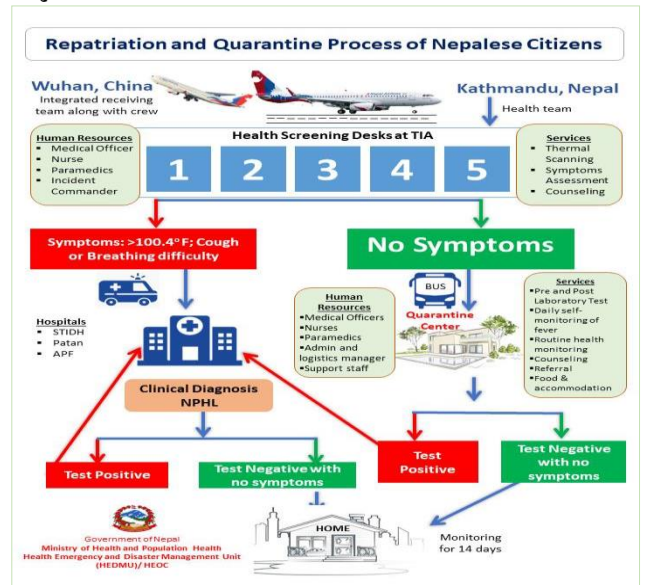 Repatriation and Quarantine Process of Nepalese Citizens
Wuhan, China
Integrated receiving
team along with crew
Kathmandu, Nepal
Health team
Human Resources
▪ Medical Officer
▪ Nurse
▪ Paramedics
▪ Incident
Commander
Health Screening Desks at TIA
1 2 3 4 5
Services
▪ Thermal
Scanning
▪ Symptoms
Assessment
▪ Counseling
Symptoms: >100.4°F; Cough
or Breathing difficulty
No Symptoms
Hospitals
▪ STIDH
▪ Patan
▪ APF
Human
Resources
▪Medical Officers
▪Nurses
▪Paramedics
▪Admin and
logistics manager
▪Support staff
BUS
Quarantine
Center
Services
▪Pre and Post
Laboratory Test
▪Daily self-
monitoring of
fever
▪Routine health
monitoring
▪Counseling
▪Referral
▪Food &
accommodation
Clinical Diagnosis
NPHL
Test Positive
Test Negative with
no symptoms
Test
Positive
Test Negative
with no
symptoms
HOME
Monitoring
for 14 days
Government of Nepal
Ministry of Health and Population Health
Health Emergency and Disaster Management Unit
(HEDMU)/ HEOC